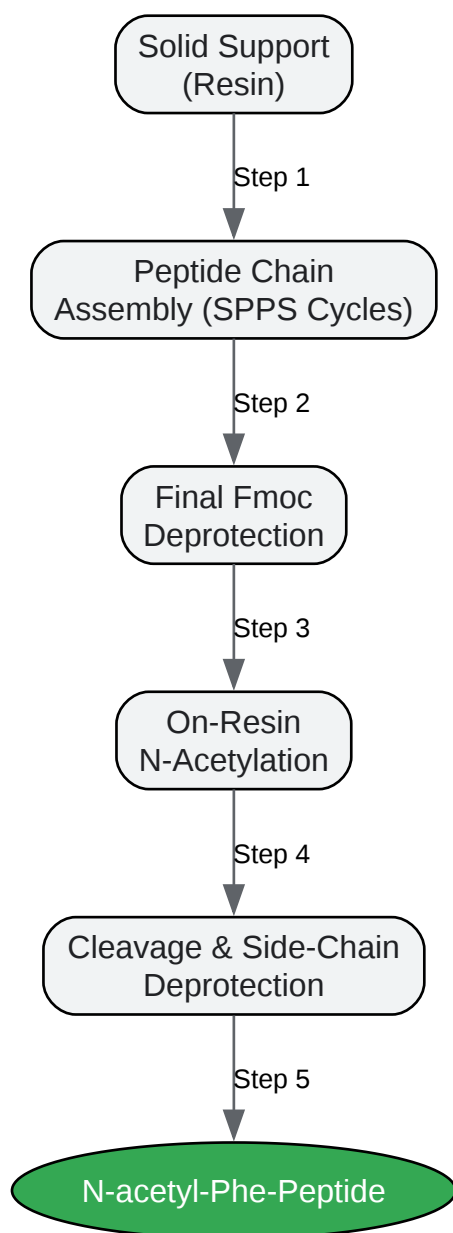 Solid Support
(Resin)
Step 1
Peptide Chain
Assembly (SPPS Cycles)
Step 2
Final Fmoc
Deprotection
Step 3
On-Resin
N-Acetylation
Step 4
Cleavage & Side-Chain
Deprotection
Step 5
N-acetyl-Phe-Peptide